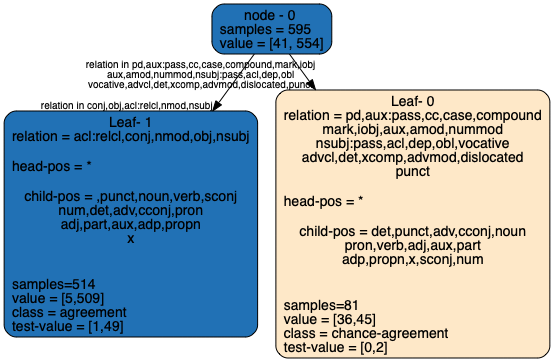 node - 0
samples = 595
value = [41, 554]
relation in pd,aux:pass,cc,case,compound,mark,iobj
aux,amod,nummod,nsubj:pass,acl,dep,obl
vocative,advcl,det,xcomp,advmod,dislocated,punct
relation in conj,obj,acl:relcl,nmod,nsubj
Leaf- 1
relation = acl:relcl,conj,nmod,obj,nsubj
head-pos = *
child-pos = ,punct,noun,verb,sconj
num,det,adv,cconj,pron
adj,part,aux,adp,propn
x
samples=514
value = [5,509]
class = agreement
test-value = [1,49]
Leaf- 0
relation = pd,aux:pass,cc,case,compound
mark,iobj,aux,amod,nummod
nsubj:pass,acl,dep,obl,vocative
advcl,det,xcomp,advmod,dislocated
punct
head-pos = *
child-pos = det,punct,adv,cconj,noun
pron,verb,adj,aux,part
adp,propn,x,sconj,num
samples=81
value = [36,45]
class = chance-agreement
test-value = [0,2]